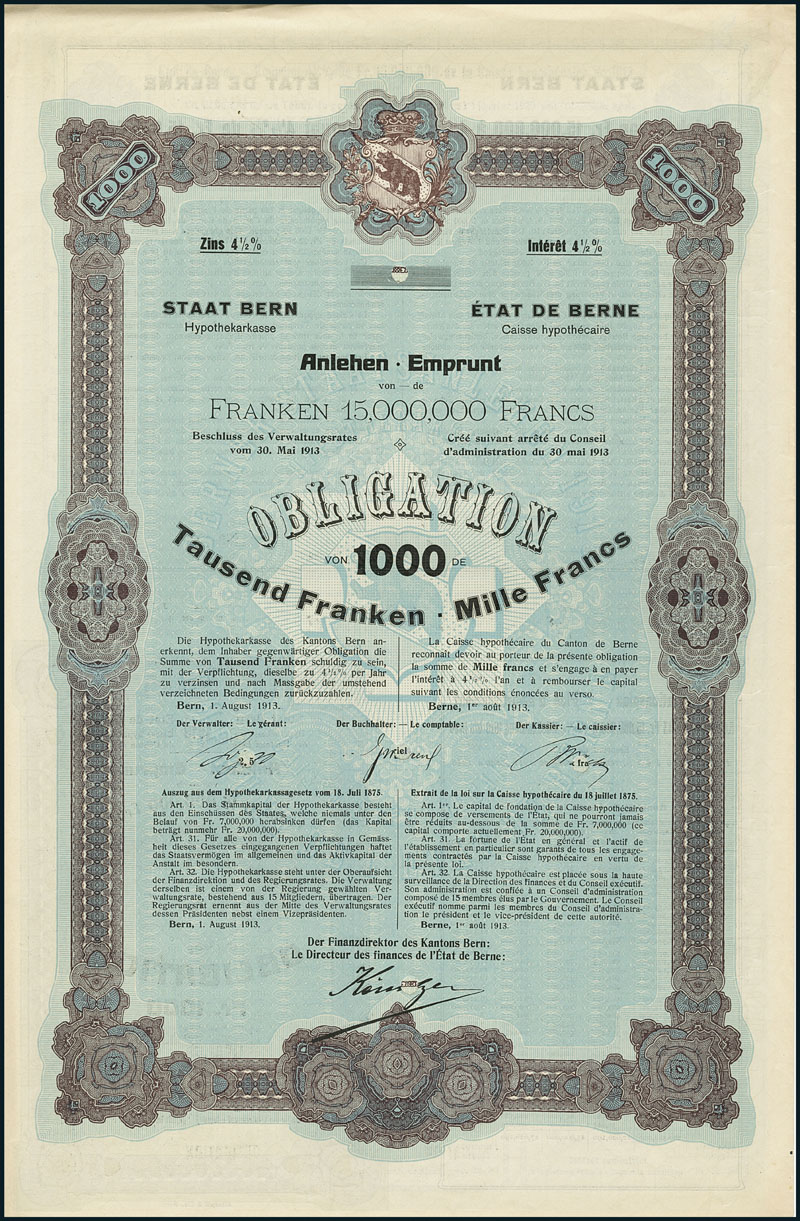 1000
1000
Zins 4½%
Intérêt 4½%
STAAT BERN
Hypothekarkasse
ÉTAT DE BERNE
Caisse hypothécaire
Anlehen · Emprunt
von — de
FRANKEN 15,000,000 FRANCS
Beschluss des Verwaltungsrates
vom 30. Mai 1913
Créé suivant arrêté du Conseil
d'administration du 30 mai 1913
OBLIGATION
VON 1000 DE
Tausend Franken · Mille Francs
Die Hypothekarkasse des Kantons Bern an-
erkennt, dem Inhaber gegenwärtiger Obligation die
Summe von Tausend Franken schuldig zu sein,
mit der Verpflichtung, dieselbe zu 4½% per Jahr
zu verzinsen und nach Massgabe der umstehend
verzeichneten Bedingungen zurückzuzahlen.
Bern, 1. August 1913.
La Caisse hypothécaire du Canton de Berne
reconnaît devoir au porteur de la présente obligation
la somme de Mille francs et s'engage à en payer
l'intérêt à 4½% l'an et à rembourser le capital
suivant les conditions énoncées au verso.
Berne, 1er août 1913.
Der Verwalter: Le gérant:
Der Buchhalter: — Le comptable:
Der Kassier: — Le caissier:
Auszug aus dem Hypothekarkassagesetz vom 18. Juli 1875.
Art. 1. Das Stammkapital der Hypothekarkasse besteht
aus den Einschüssen des Staates, welche niemals unter den
Belauf von Fr. 7,000,000 herabsinken dürfen (das Kapital
beträgt nunmehr Fr. 20,000,000).
Art. 31. Für alle von der Hypothekarkasse in Gemäss-
heit dieses Gesetzes eingegangenen Verpflichtungen haftet
das Staatsvermögen im allgemeinen und das Aktivkapital der
Anstalt im besondern.
Art. 32. Die Hypothekarkasse steht unter der Oberaufsicht
der Finanzdirektion und des Regierungsrates. Die Verwaltung
derselben ist einem von der Regierung gewählten Ver-
waltungsrate, bestehend aus 15 Mitgliedern, übertragen. Der
Regierungsrat ernennt aus der Mitte des Verwaltungsrates
dessen Präsidenten nebst einem Vizepräsidenten.
Bern, 1. August 1913.
Extrait de la loi sur la Caisse hypothécaire du 18 juillet 1875.
Art. 1er. Le capital de fondation de la Caisse hypothécaire
se compose de versements de l'État, qui ne pourront jamais
être réduits au-dessous de la somme de Fr. 7,000,000 (ce
capital comporte actuellement Fr. 20,000,000).
Art. 31. La fortune de l'État en général et l'actif de
l'établissement en particulier sont garants de tous les engage-
ments contractés par la Caisse hypothécaire en vertu de
la présente loi.
Art. 32 La Caisse hypothécaire est placée sous la haute
surveillance de la Direction des finances et du Conseil exécutif.
Son administration est confiée à un Conseil d'administration
composé de 15 membres élus par le Gouvernement. Le Conseil
exécutif nomme parmi les membres du Conseil d'administra-
tion le président et le vice-président de cette autorité.
Berne, 1er août 1913.
Der Finanzdirektor des Kantons Bern:
Le Directeur des finances de l'État de Berne: